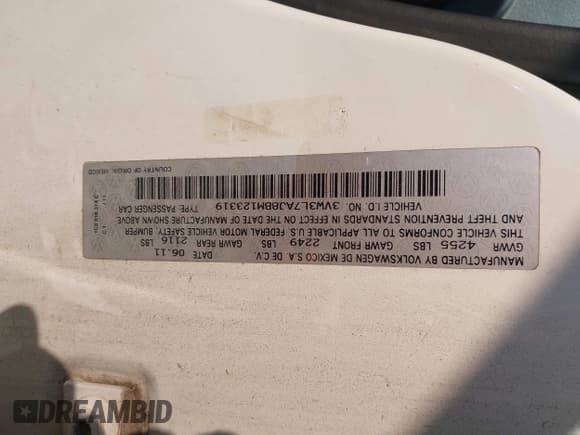 MANUFACTURED BY VOLKSWAGEN DE MEXICO S.A. DE C.V. DATE 06.11
GVWR 4255 LBS GAWR FRONT 2249 LBS GAWR REAR 2116 LBS
THIS VEHICLE CONFORMS TO ALL APPLICABLE U.S. FEDERAL MOTOR VEHICLE SAFETY, BUMPER,
AND THEFT PREVENTION STANDARDS IN EFFECT ON THE DATE OF MANUFACTURE SHOWN ABOVE
VEHICLE I.D. NO. 3VW3L7AJ8BM123319 TYPE: PASSENGER CAR
COUNTRY OF ORIGIN: MEXICO
DREAMBID